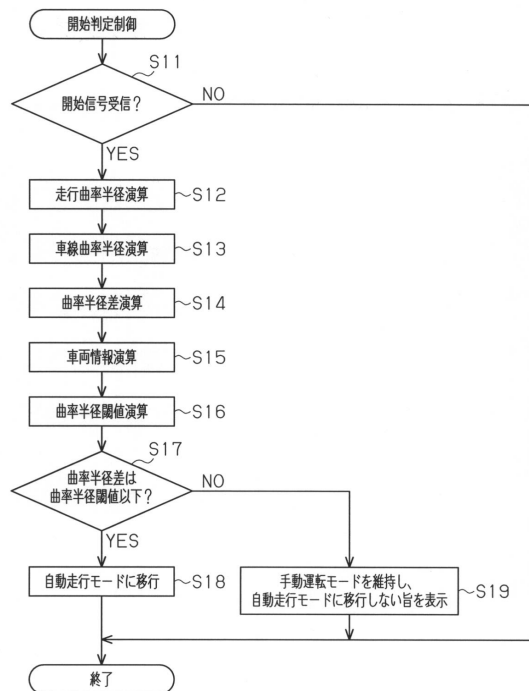 開始判定制御
S11
開始信号受信?
NO
YES
走行曲率半径演算
S12
車線曲率半径演算
S13
曲率半径差演算
S14
車両情報演算
S15
曲率半径閾値演算
S16
S17
曲率半径差は
曲率半径閾値以下?
NO
YES
自動走行モードに移行
S18
手動運転モードを維持し、
自動走行モードに移行しない旨を表示
S19
終了